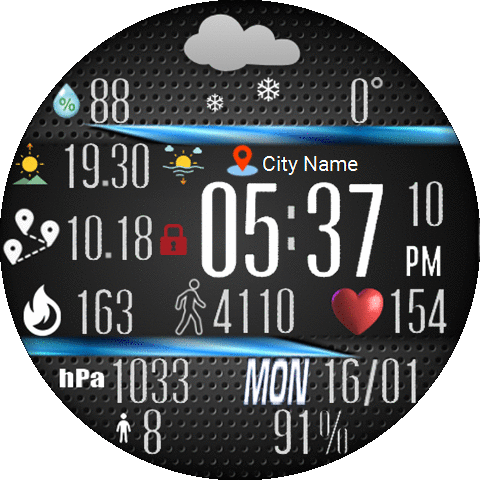 % 88 0°
19.30 City Name
05:37 10 PM
10.18
163 4110 154
hPa 1033 MON 16/01
8 91%